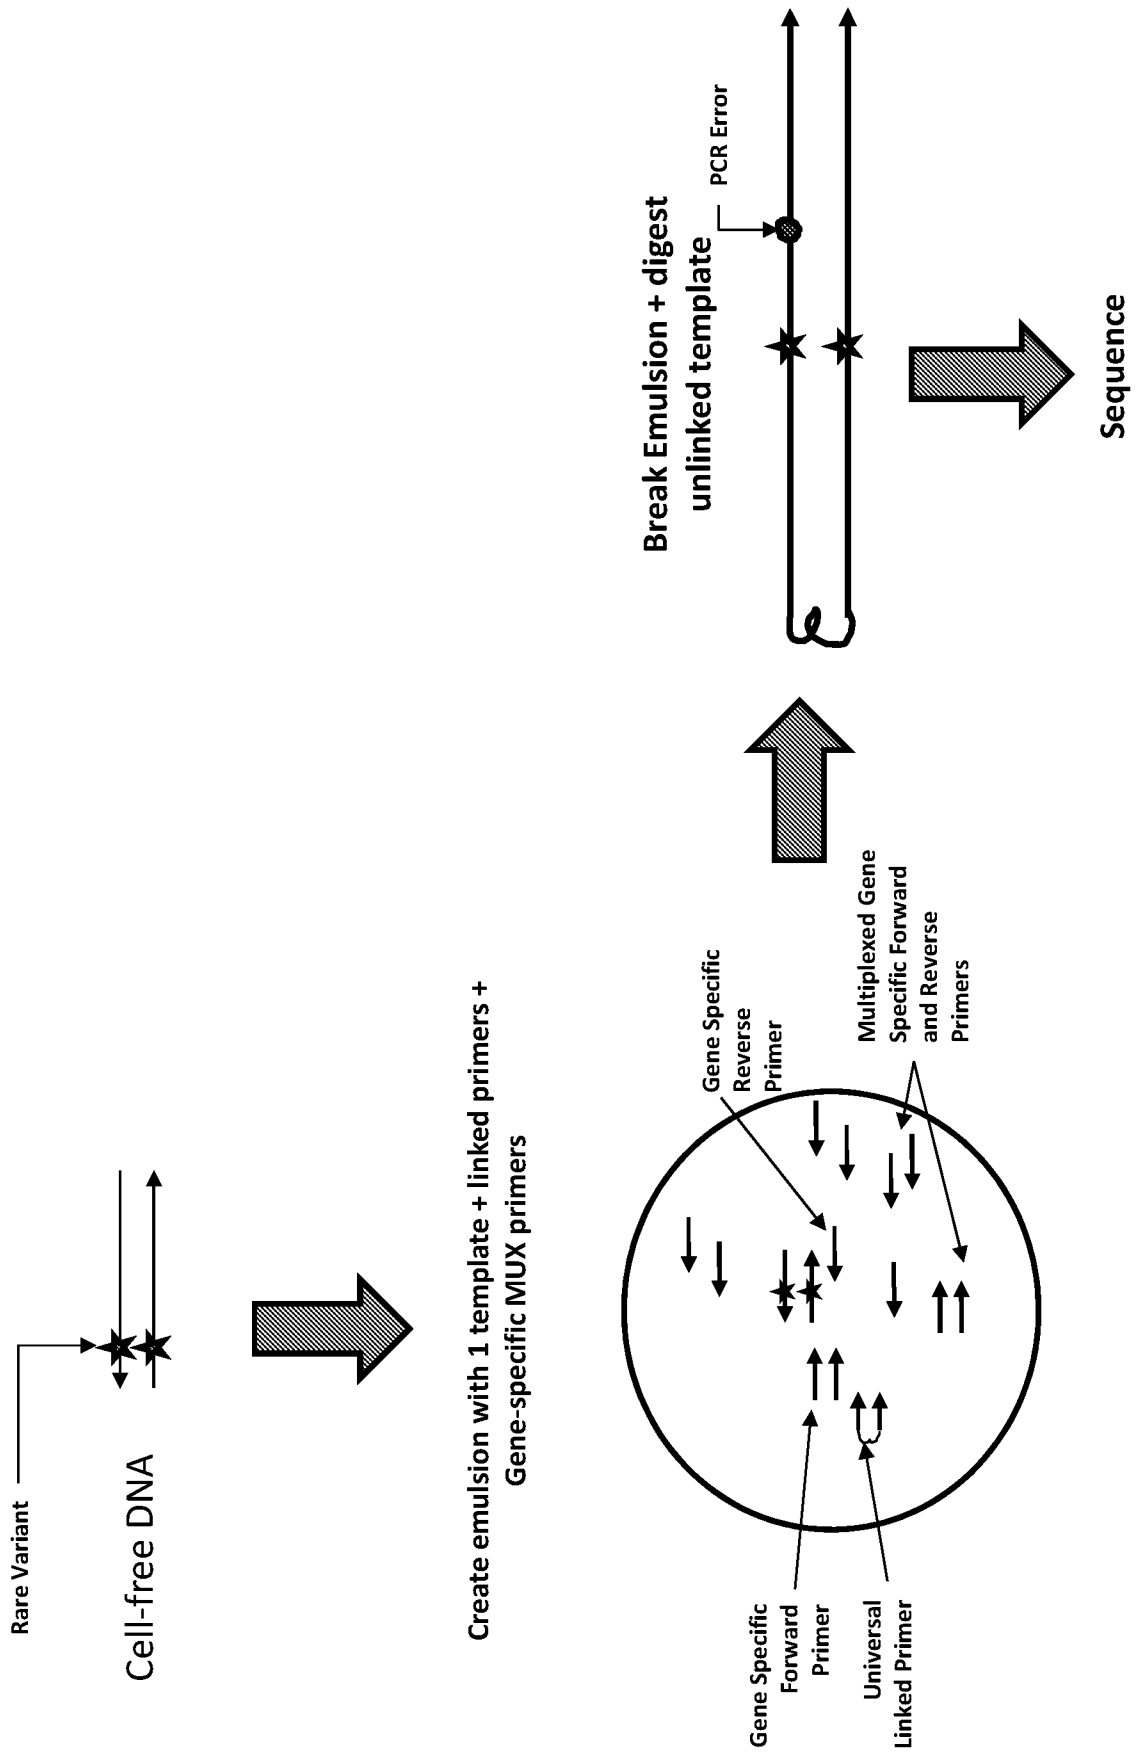 Rare Variant
Cell-free DNA
Create emulsion with 1 template + linked primers +
Gene-specific MUX primers
Gene Specific
Forward
Primer
Universal
Linked Primer
Gene Specific
Reverse
Primer
Multiplexed Gene
Specific Forward
and Reverse
Primers
Break Emulsion + digest
unlinked template
PCR Error
Sequence